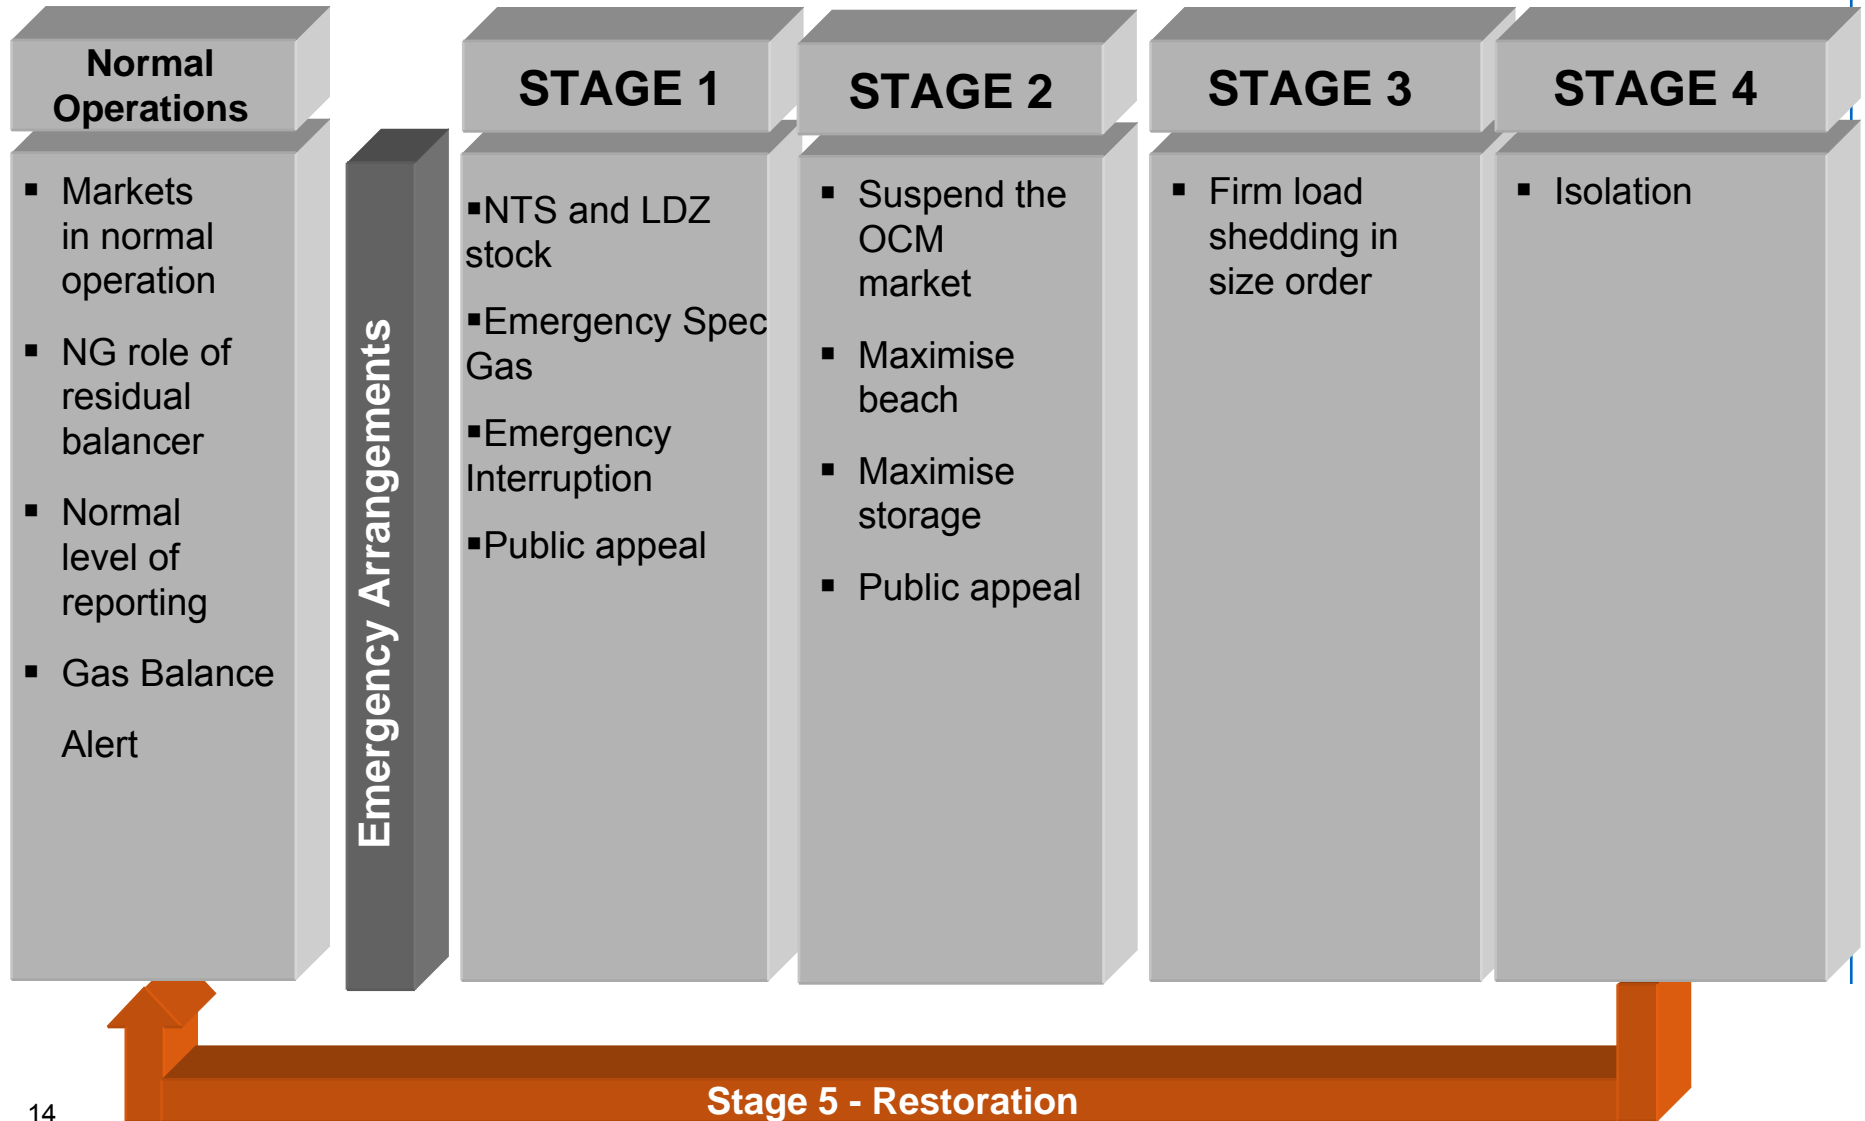 Normal
Operations
▪ Markets
in normal
operation
▪ NG role of
residual
balancer
▪ Normal
level of
reporting
▪ Gas Balance
Alert
Emergency Arrangements
STAGE 1
▪NTS and LDZ
stock
▪Emergency Spec
Gas
▪Emergency
Interruption
▪Public appeal
STAGE 2
▪ Suspend the
OCM
market
▪ Maximise
beach
▪ Maximise
storage
▪ Public appeal
STAGE 3
▪ Firm load
shedding in
size order
STAGE 4
▪ Isolation
Stage 5 - Restoration
14